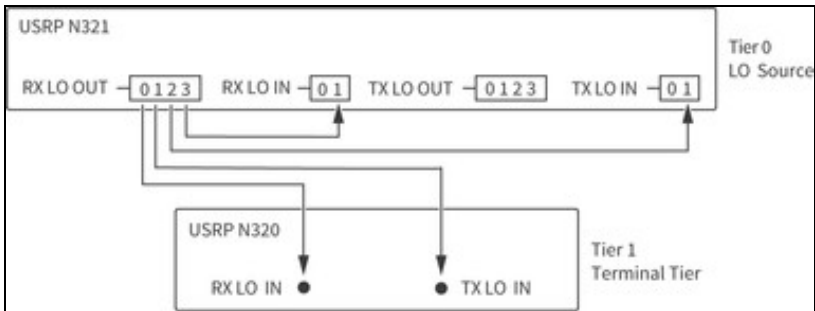 USRP N321
Tier 0
LO Source
RX LO OUT 0 1 2 3 RX LO IN 0 1 TX LO OUT 0 1 2 3 TX LO IN 0 1
USRP N320
Tier 1
Terminal Tier
RX LO IN TX LO IN